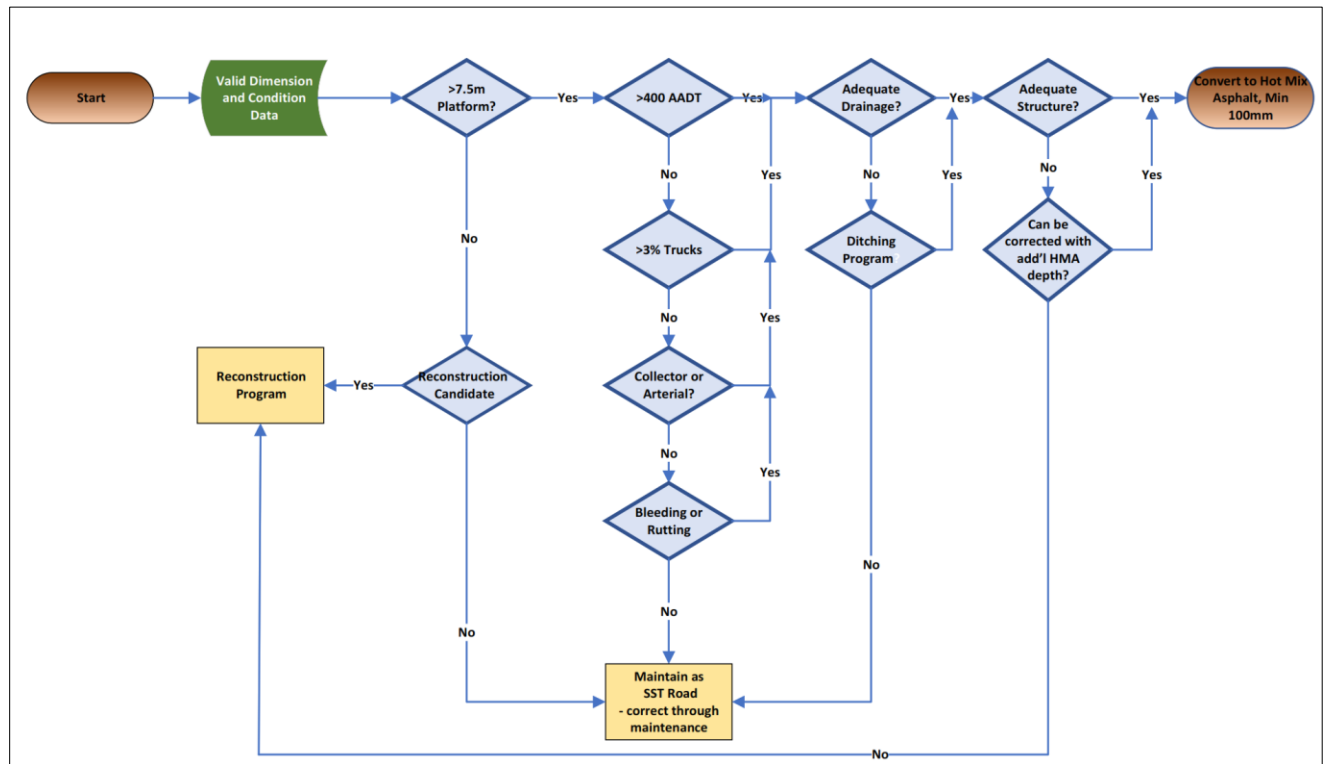 Start
Valid Dimension
and Condition
Data
>7.5m
Platform?
Yes
>400 AADT
Yes
Adequate
Drainage?
Yes
Adequate
Structure?
Yes
Convert to Hot Mix
Asphalt, Min
100mm
No
No
Yes
No
Yes
No
Yes
>3% Trucks
Ditching
Program?
Can be
corrected with
add'l HMA
depth?
No
Yes
Reconstruction
Program
Yes
Reconstruction
Candidate
Collector or
Arterial?
No
Yes
Bleeding or
Rutting
No
No
No
Maintain as
SST Road
- correct through
maintenance
No